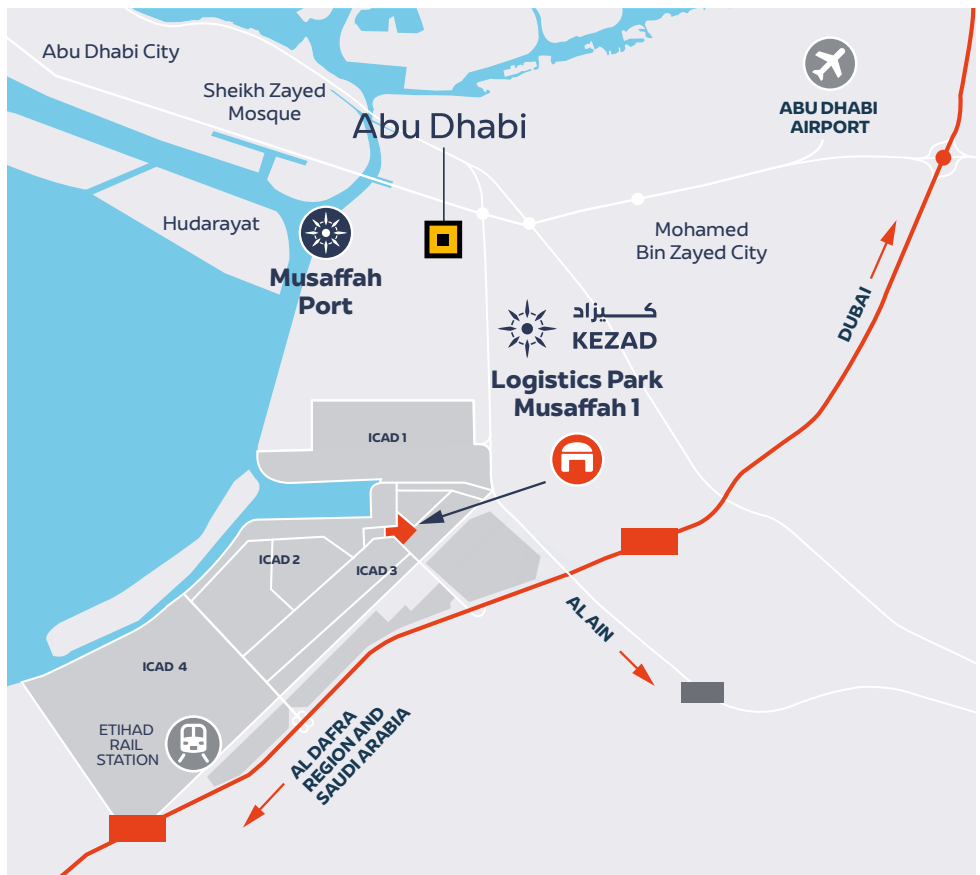 Abu Dhabi City
Sheikh Zayed
Mosque
Abu Dhabi
ABU DHABI
AIRPORT
Hudarayat
Musaffah
Port
Mohamed
Bin Zayed City
كـــيزاد
KEZAD
Logistics Park
Musaffah 1
DUBAI
ICAD 1
ICAD 2
ICAD 3
AL AIN
ICAD 4
ETIHAD
RAIL
STATION
AL DAFRA
REGION AND
SAUDI ARABIA